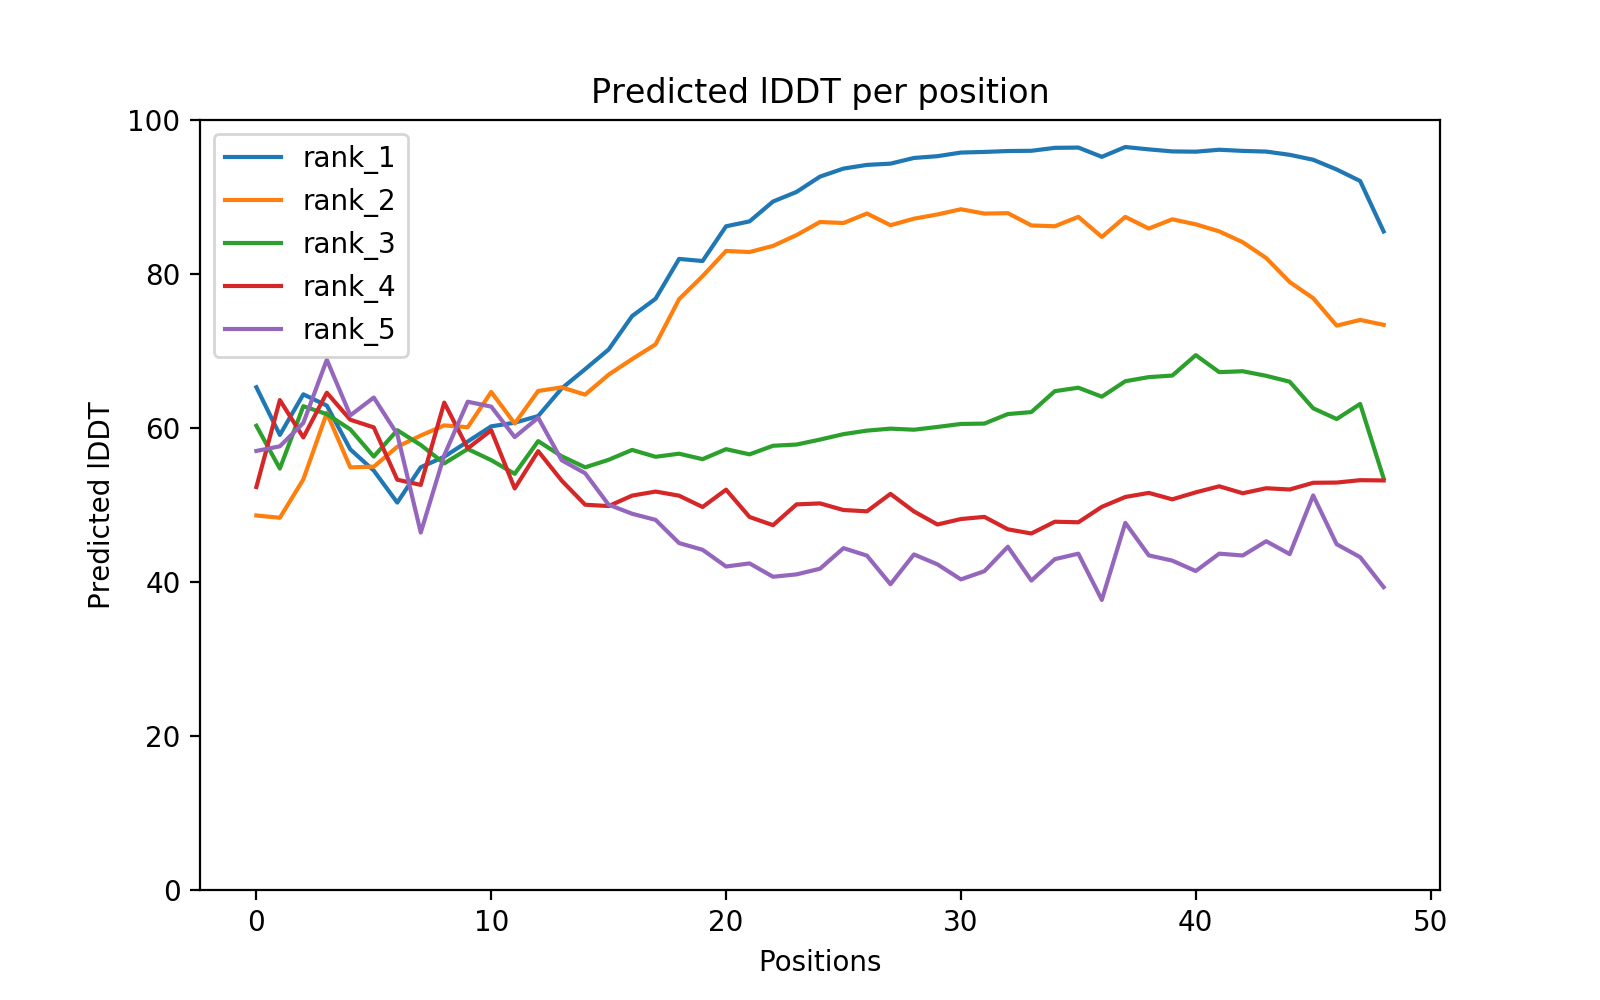 Predicted lDDT per position
100
80
60
40
20
0
Predicted lDDT
rank_1
rank_2
rank_3
rank_4
rank_5
0 10 20 30 40 50
Positions